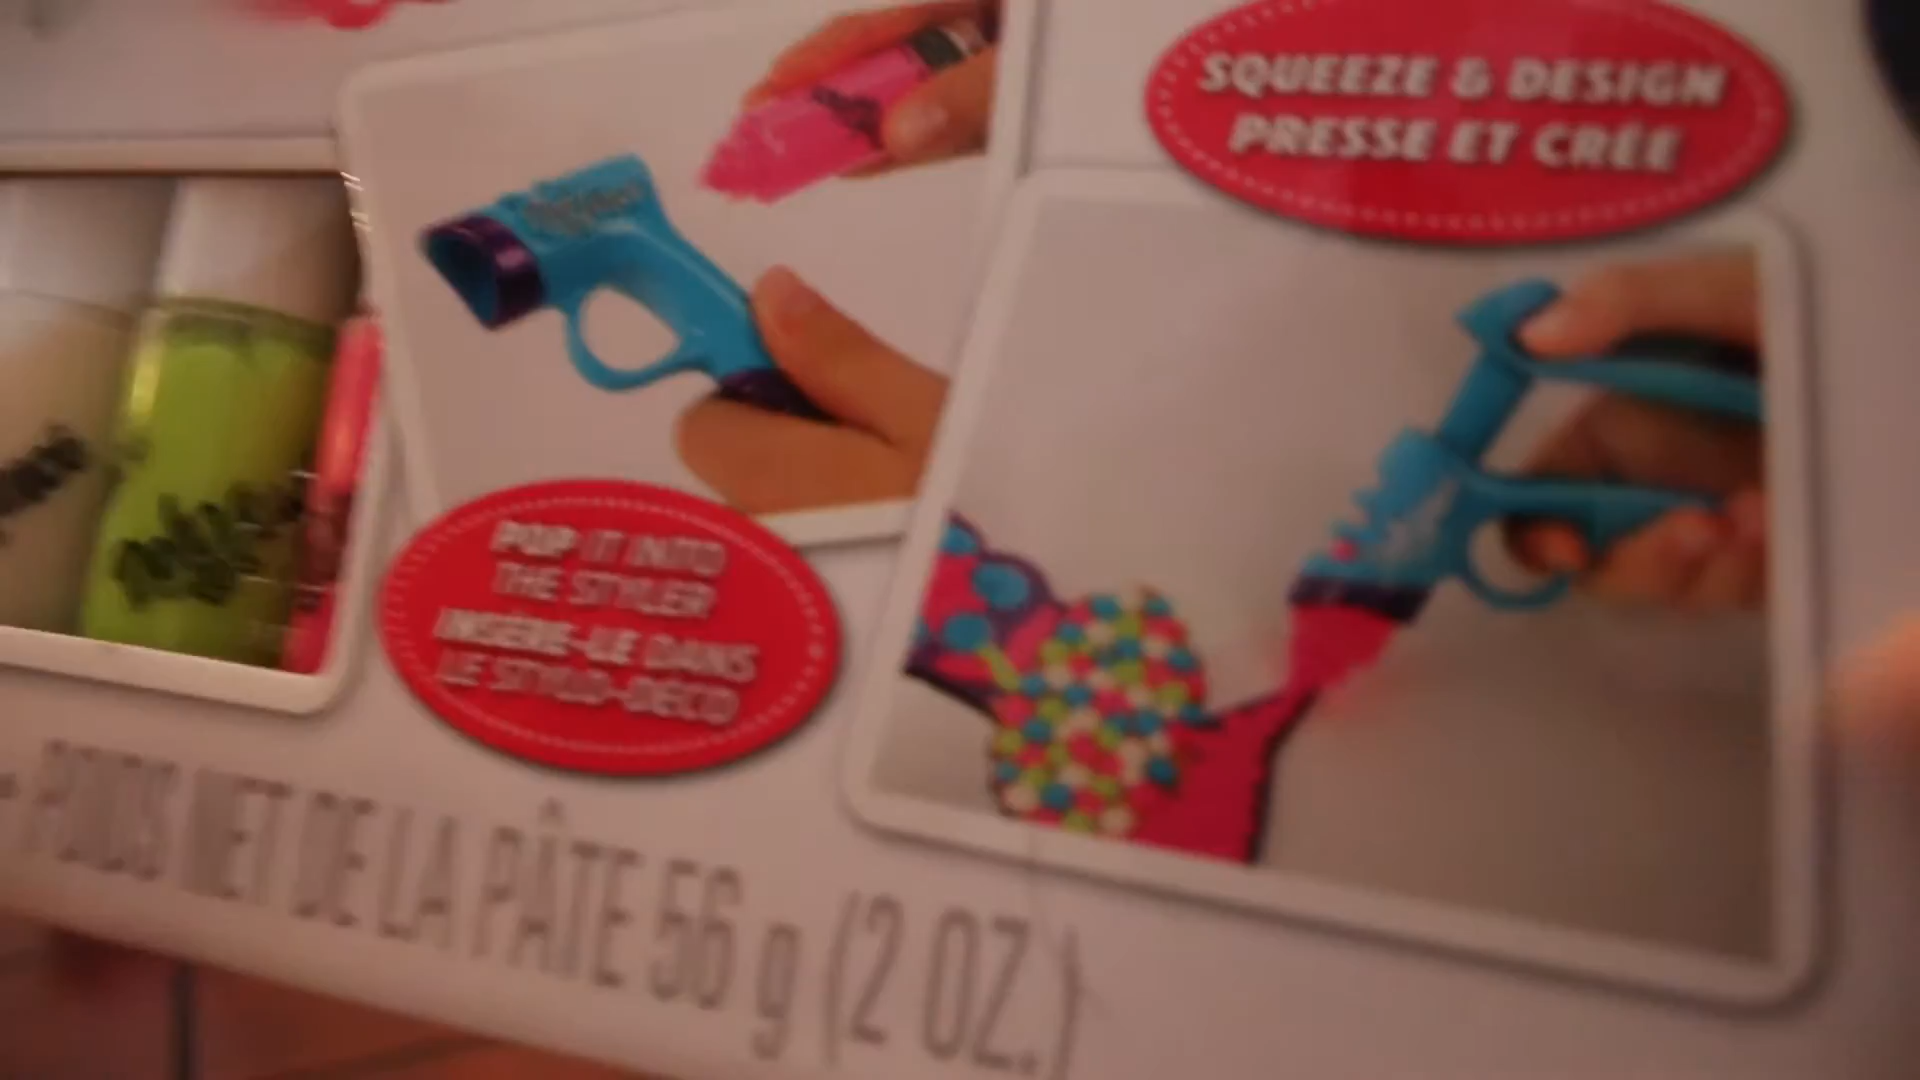 SQUEEZE & DESIGN
PRESSE ET CRÉE
POP IT INTO
THE STYLER
INSÈRE-LE DANS
LE STYLO-DÉCO
- POIDS NET DE LA PÂTE 56 g (2 OZ.)